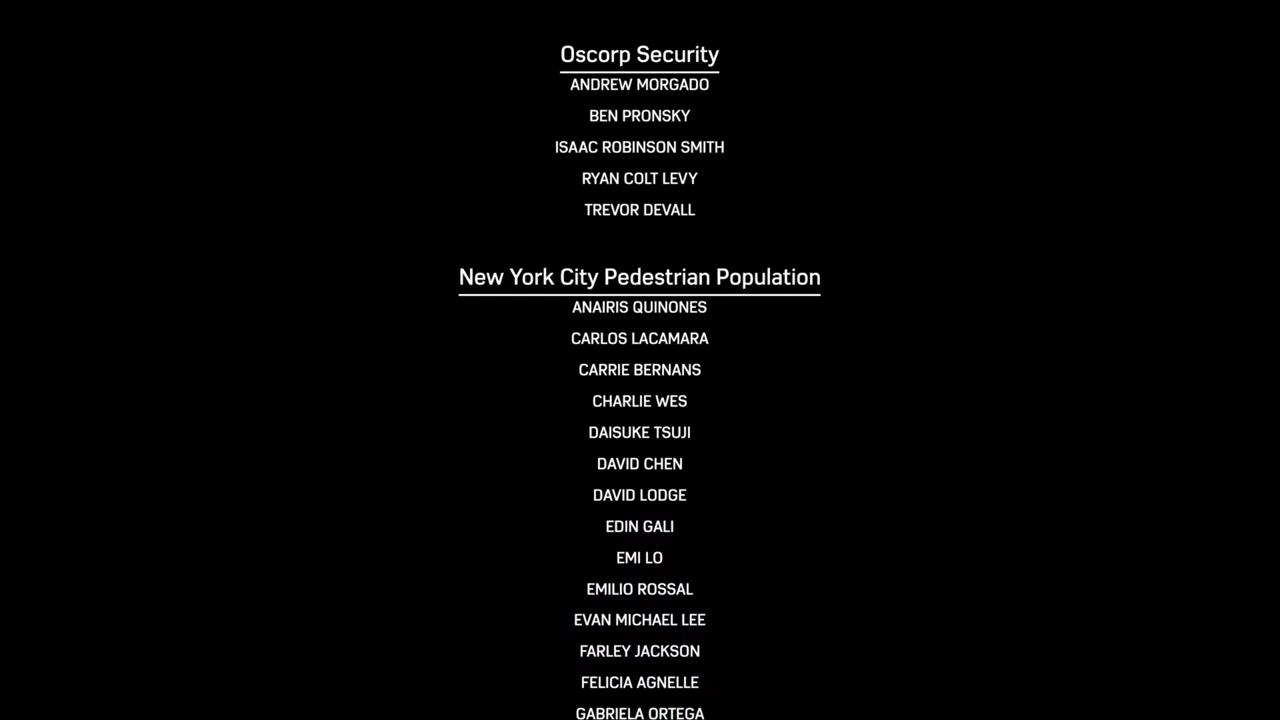 Oscorp Security
ANDREW MORGADO
BEN PRONSKY
ISAAC ROBINSON SMITH
RYAN COLT LEVY
TREVOR DEVALL
New York City Pedestrian Population
ANAIRIS QUINONES
CARLOS LACAMARA
CARRIE BERNANS
CHARLIE WES
DAISUKE TSUJI
DAVID CHEN
DAVID LODGE
EDIN GALI
EMI LO
EMILIO ROSSAL
EVAN MICHAEL LEE
FARLEY JACKSON
FELICIA AGNELLE
GABRIELA ORTEGA